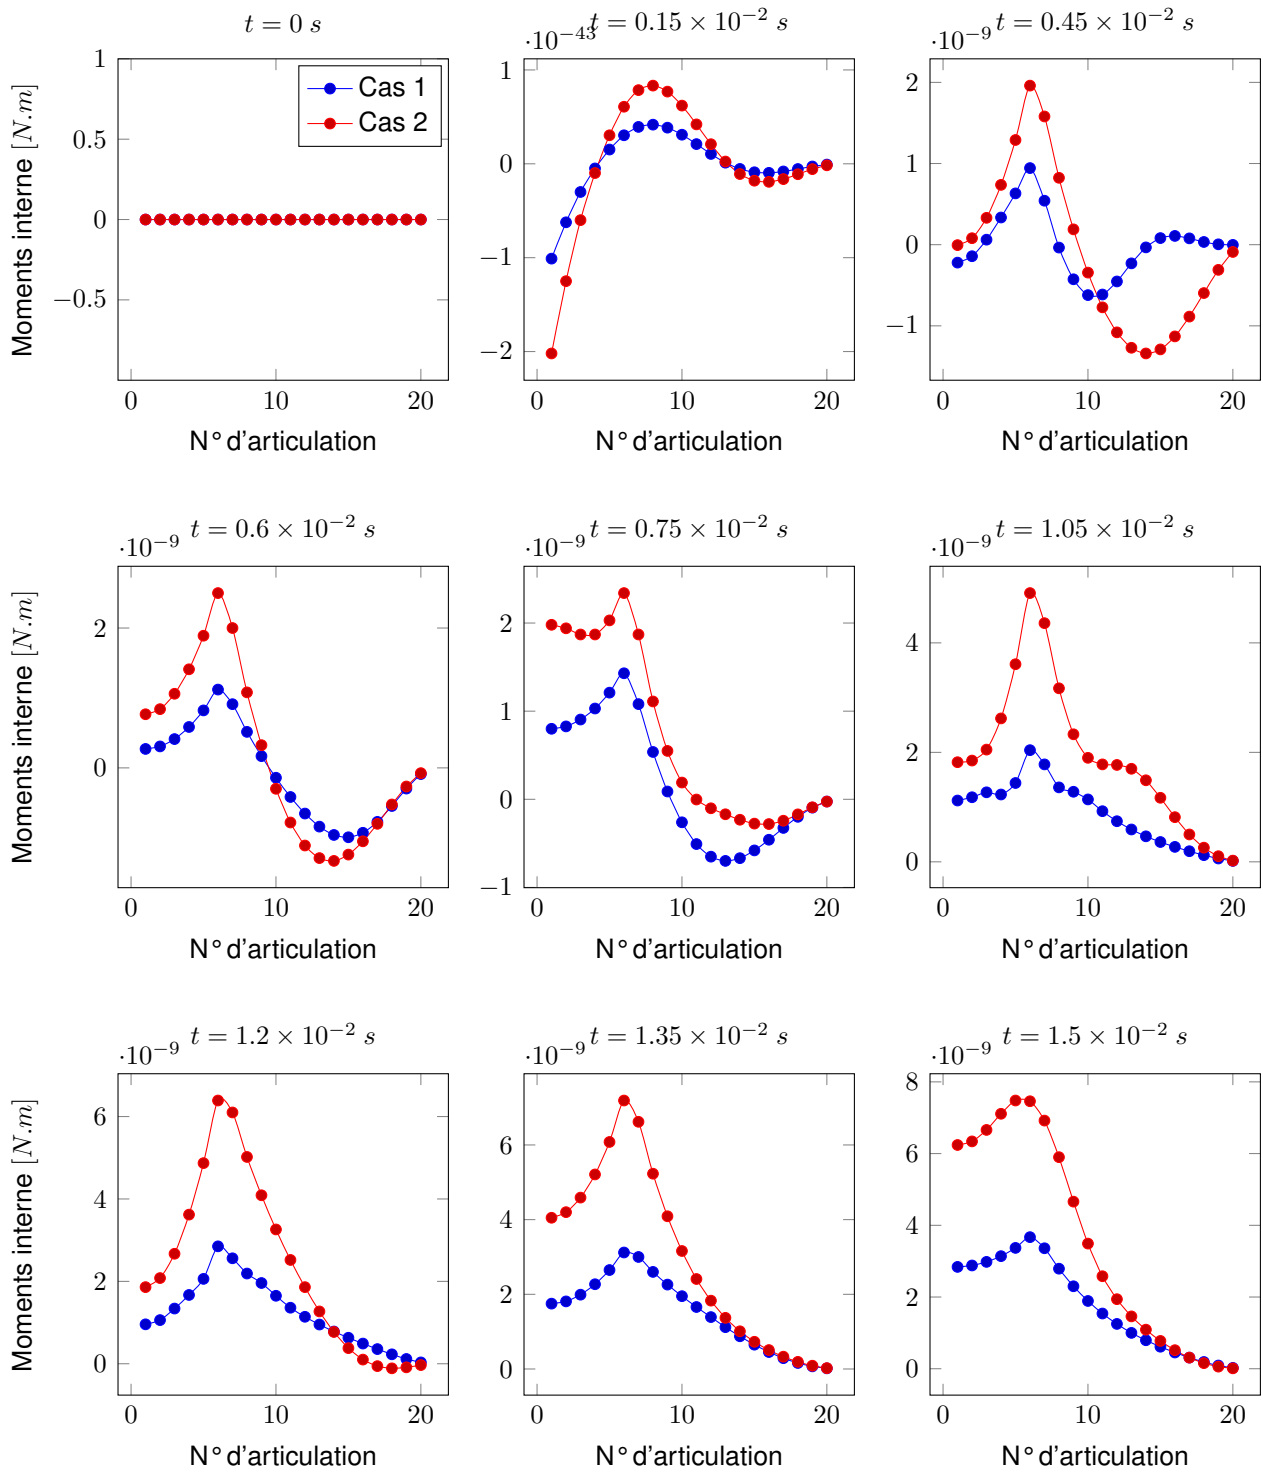 t = 0 s
Moments interne [N.m]
1
0.5
0
−0.5
Cas 1
Cas 2
0 10 20
N° d'articulation
·10⁻⁴³
t = 0.15 × 10⁻² s
1
0
−1
−2
0 10 20
N° d'articulation
·10⁻⁹
t = 0.45 × 10⁻² s
2
1
0
−1
0 10 20
N° d'articulation
t = 0.6 × 10⁻² s
·10⁻⁹
Moments interne [N.m]
2
0
0 10 20
N° d'articulation
t = 0.75 × 10⁻² s
·10⁻⁹
2
1
0
−1
0 10 20
N° d'articulation
t = 1.05 × 10⁻² s
·10⁻⁹
4
2
0
0 10 20
N° d'articulation
t = 1.2 × 10⁻² s
·10⁻⁹
Moments interne [N.m]
6
4
2
0
0 10 20
N° d'articulation
t = 1.35 × 10⁻² s
·10⁻⁹
6
4
2
0
0 10 20
N° d'articulation
t = 1.5 × 10⁻² s
·10⁻⁹
8
6
4
2
0
0 10 20
N° d'articulation